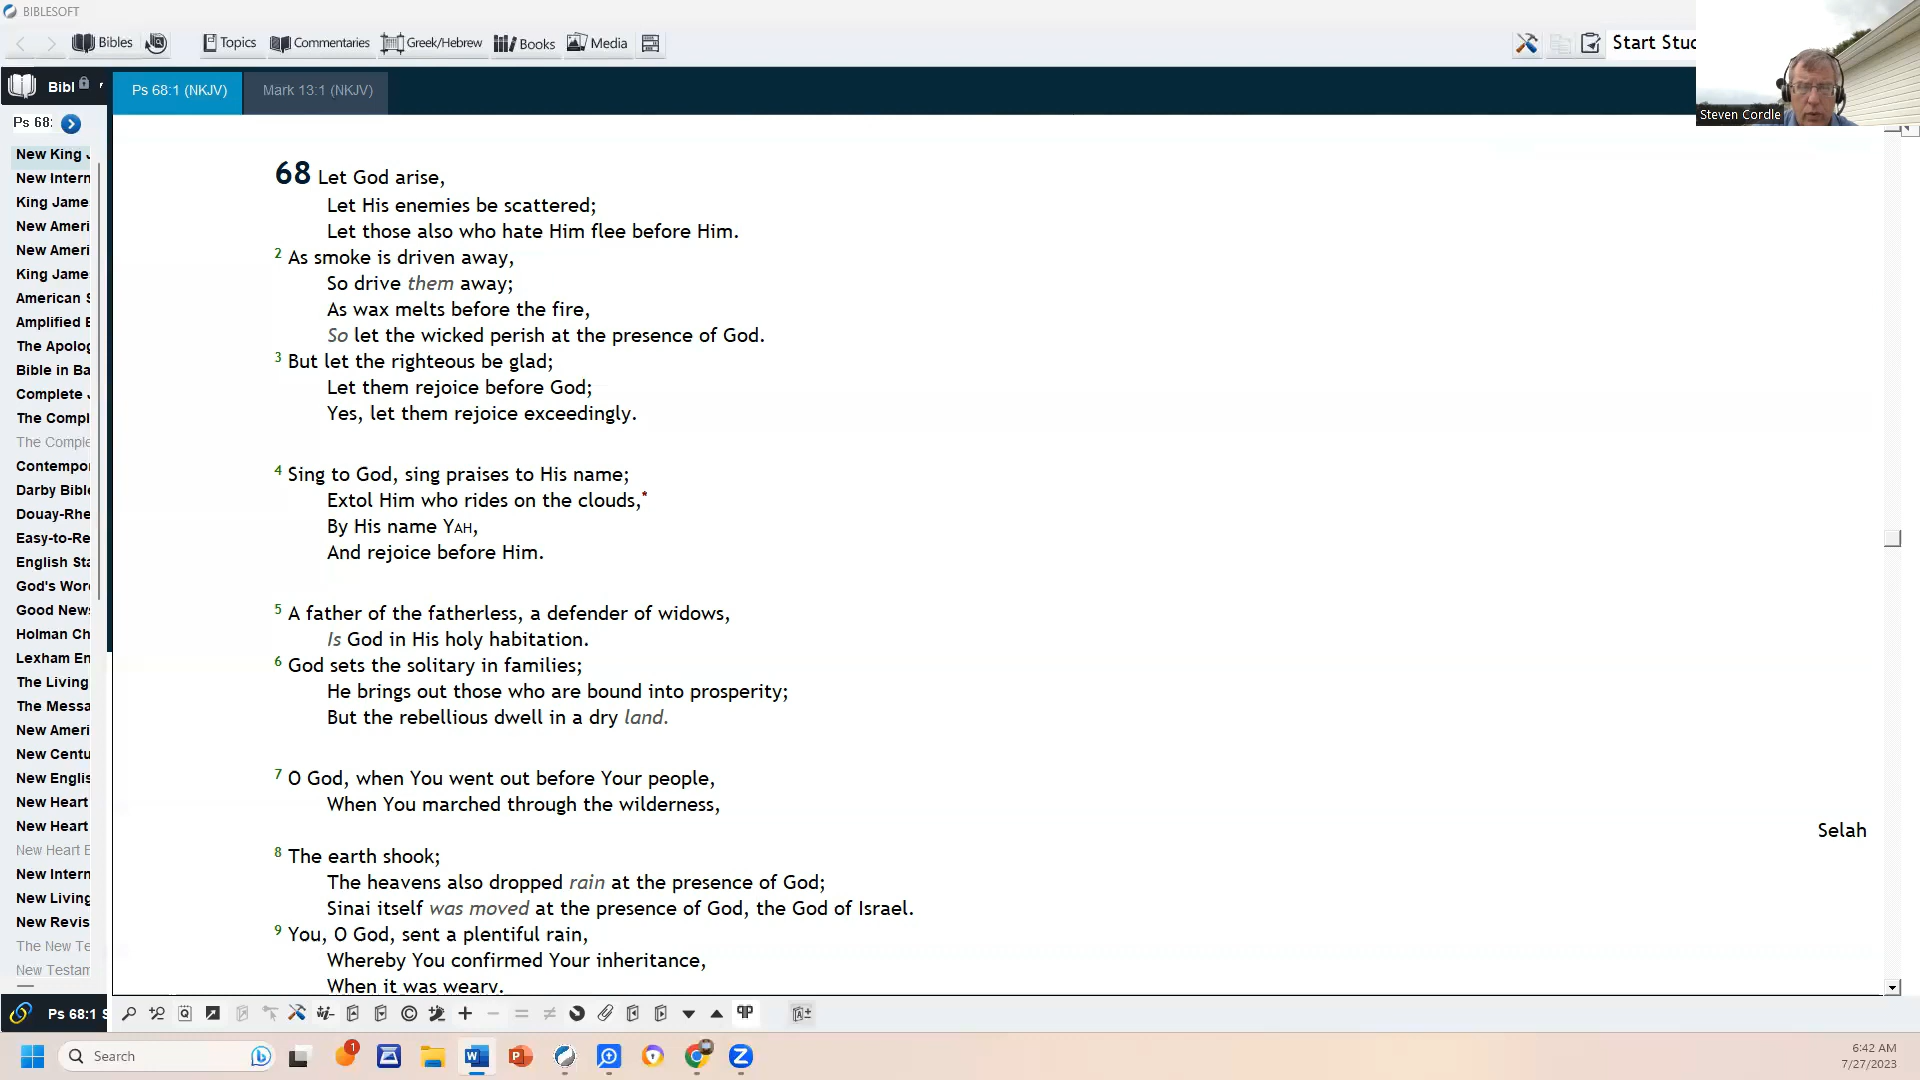 BIBLESOFT
Bibles
Topics
Commentaries
Greek/Hebrew
Books
Media
Start Stu
Steven Cordle
Bibl
Ps 68:1 (NKJV)
Mark 13:1 (NKJV)
Ps 68:
New King J
New Intern
King Jame
New Ameri
New Ameri
King Jame
American S
Amplified E
The Apolog
Bible in Ba
Complete J
The Compl
The Comple
Contempor
Darby Bible
Douay-Rhe
Easy-to-Re
English Sta
God's Word
Good News
Holman Ch
Lexham En
The Living
The Messa
New Ameri
New Centu
New Englis
New Heart
New Heart
New Heart E
New Intern
New Living
New Revis
The New Te
New Testam
68 Let God arise,
Let His enemies be scattered;
Let those also who hate Him flee before Him.
2 As smoke is driven away,
So drive them away;
As wax melts before the fire,
So let the wicked perish at the presence of God.
3 But let the righteous be glad;
Let them rejoice before God;
Yes, let them rejoice exceedingly.
4 Sing to God, sing praises to His name;
Extol Him who rides on the clouds,*
By His name YAH,
And rejoice before Him.
5 A father of the fatherless, a defender of widows,
Is God in His holy habitation.
6 God sets the solitary in families;
He brings out those who are bound into prosperity;
But the rebellious dwell in a dry land.
7 O God, when You went out before Your people,
When You marched through the wilderness,
Selah
8 The earth shook;
The heavens also dropped rain at the presence of God;
Sinai itself was moved at the presence of God, the God of Israel.
9 You, O God, sent a plentiful rain,
Whereby You confirmed Your inheritance,
When it was weary.
Ps 68:1 S
Search
1
6:42 AM
7/27/2023